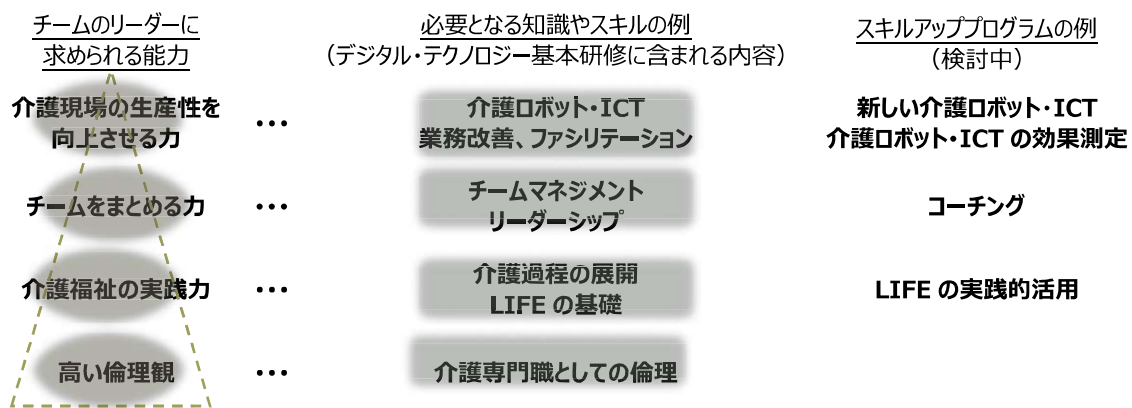 チームのリーダーに
求められる能力
必要となる知識やスキルの例
(デジタル・テクノロジー基本研修に含まれる内容)
スキルアッププログラムの例
(検討中)
介護現場の生産性を
向上させる力
…
介護ロボット・ICT
業務改善、ファシリテーション
新しい介護ロボット・ICT
介護ロボット・ICT の効果測定
チームをまとめる力
…
チームマネジメント
リーダーシップ
コーチング
介護福祉の実践力
…
介護過程の展開
LIFE の基礎
LIFE の実践的活用
高い倫理観
…
介護専門職としての倫理